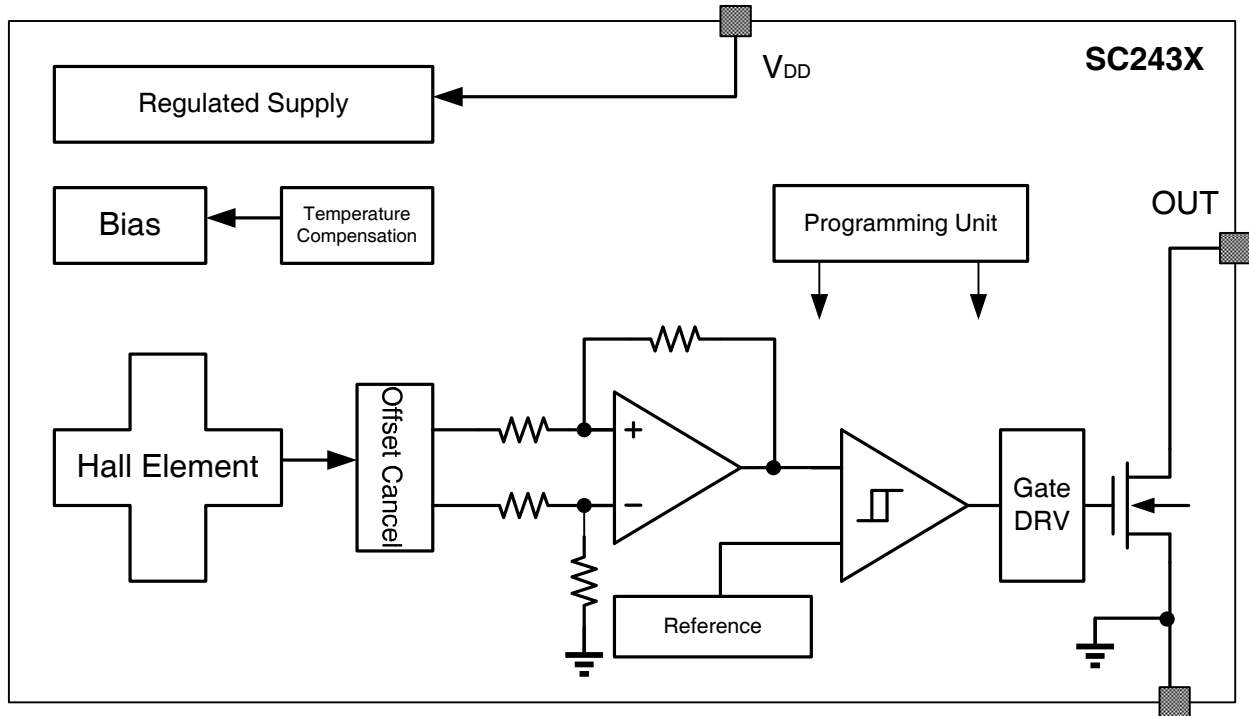 SC243X
VDD
Regulated Supply
Bias
Temperature
Compensation
Programming Unit
OUT
Hall Element
Offset Cancel
+
−
Gate
DRV
Reference